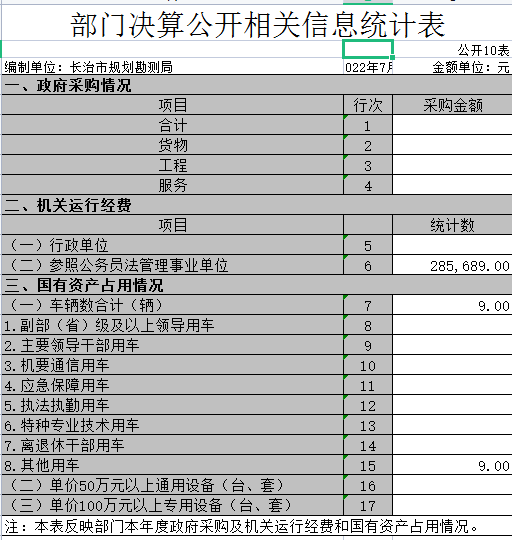 部门决算公开相关信息统计表
公开10表
编制单位：长治市规划勘测局 022年7月 金额单位：元
一、政府采购情况
项目 行次 采购金额
合计 1
货物 2
工程 3
服务 4
二、机关运行经费
项目 统计数
（一）行政单位 5
（二）参照公务员法管理事业单位 6 285,689.00
三、国有资产占用情况
（一）车辆数合计（辆） 7 9.00
1.副部（省）级及以上领导用车 8
2.主要领导干部用车 9
3.机要通信用车 10
4.应急保障用车 11
5.执法执勤用车 12
6.特种专业技术用车 13
7.离退休干部用车 14
8.其他用车 15 9.00
（二）单价50万元以上通用设备（台、套） 16
（三）单价100万元以上专用设备（台、套） 17
注：本表反映部门本年度政府采购及机关运行经费和国有资产占用情况。